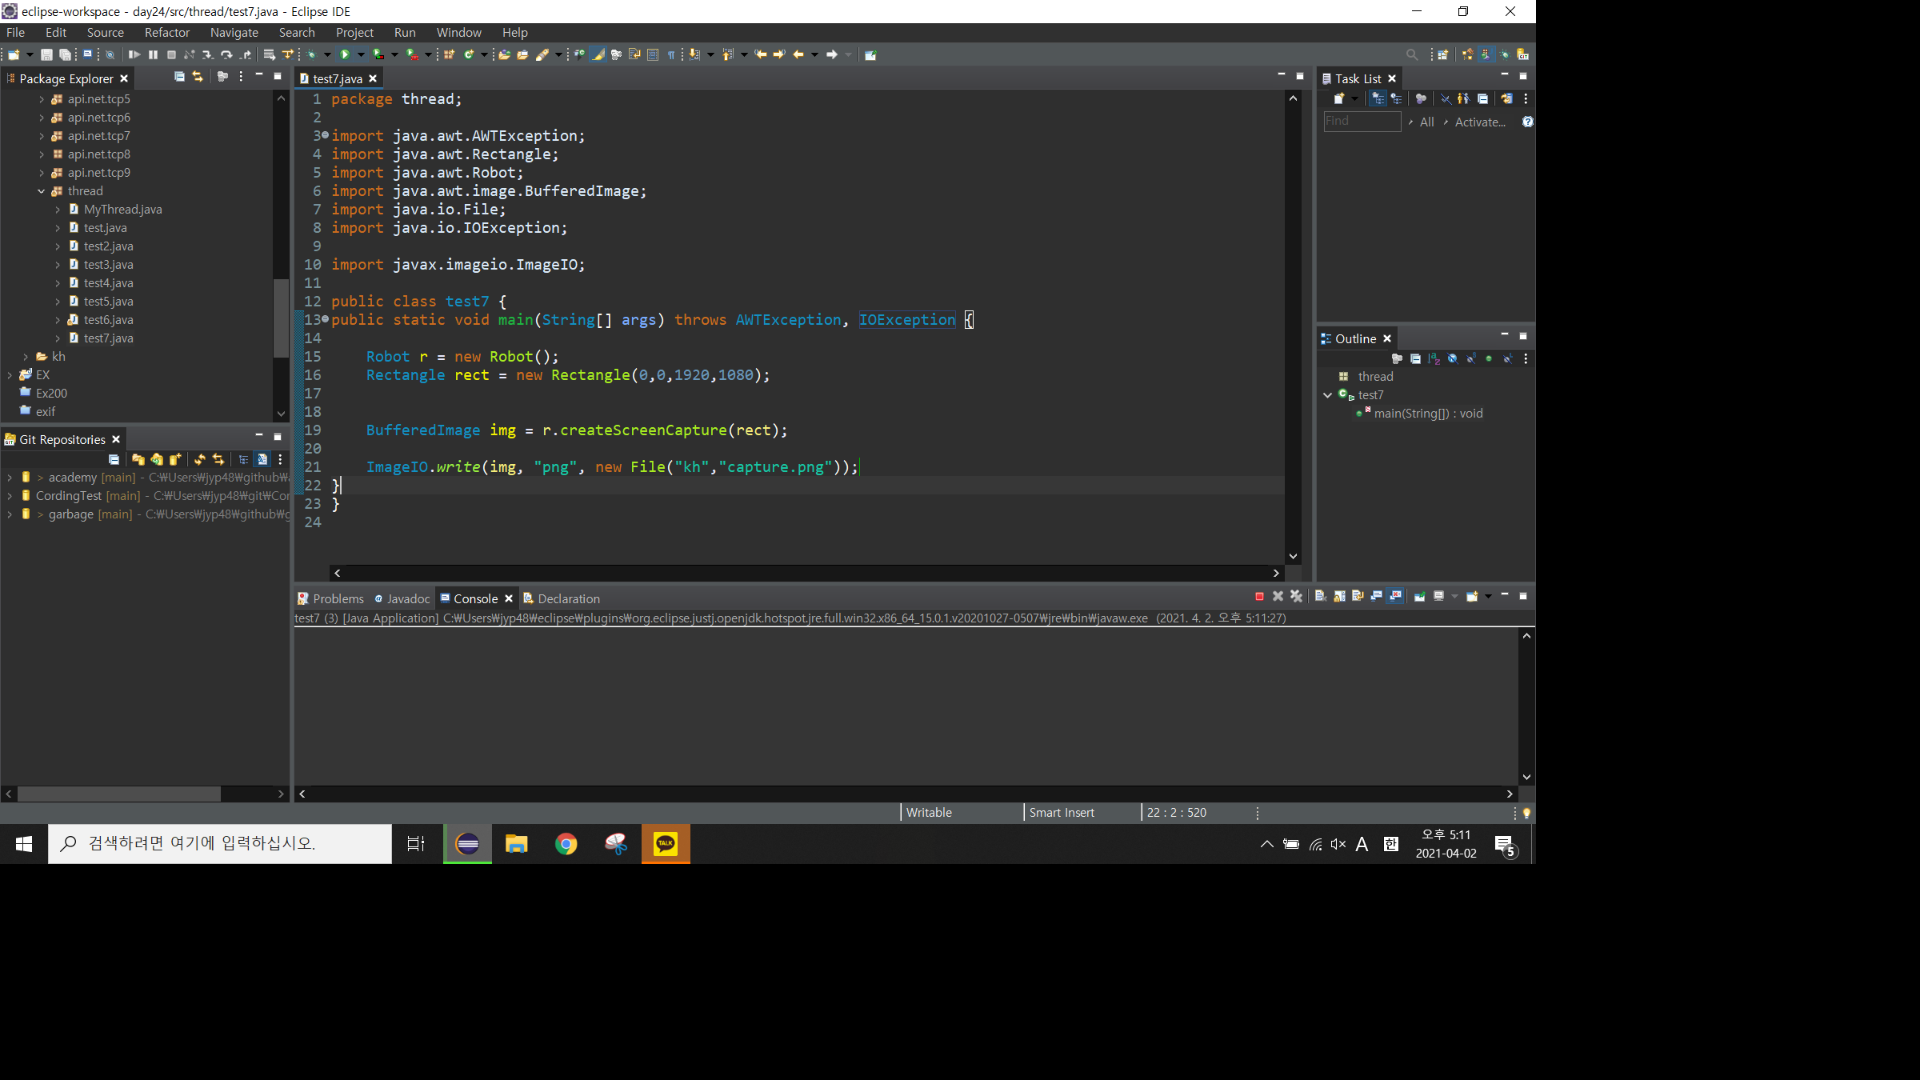 eclipse-workspace - day24/src/thread/test7.java - Eclipse IDE
File Edit Source Refactor Navigate Search Project Run Window Help
Package Explorer
api.net.tcp5
api.net.tcp6
api.net.tcp7
api.net.tcp8
api.net.tcp9
thread
MyThread.java
test.java
test2.java
test3.java
test4.java
test5.java
test6.java
test7.java
kh
EX
Ex200
exif
Git Repositories
> academy [main] - C:₩Users₩jyp48₩github₩
CordingTest [main] - C:₩Users₩jyp48₩git₩Cor
> garbage [main] - C:₩Users₩jyp48₩github₩g
test7.java
1 package thread;
2
3 import java.awt.AWTException;
4 import java.awt.Rectangle;
5 import java.awt.Robot;
6 import java.awt.image.BufferedImage;
7 import java.io.File;
8 import java.io.IOException;
9
10 import javax.imageio.ImageIO;
11
12 public class test7 {
13 public static void main(String[] args) throws AWTException, IOException {
14
15 Robot r = new Robot();
16 Rectangle rect = new Rectangle(0,0,1920,1080);
17
18
19 BufferedImage img = r.createScreenCapture(rect);
20
21 ImageIO.write(img, "png", new File("kh","capture.png"));
22 }
23 }
24
Task List
Find All Activate...
Outline
thread
test7
main(String[]) : void
Problems Javadoc Console Declaration
test7 (3) [Java Application] C:₩Users₩jyp48₩eclipse₩plugins₩org.eclipse.justj.openjdk.hotspot.jre.full.win32.x86_64_15.0.1.v20201027-0507₩jre₩bin₩javaw.exe (2021. 4. 2. 오후 5:11:27)
Writable Smart Insert 22 : 2 : 520
검색하려면 여기에 입력하십시오.
TALK
A 한
오후 5:11
2021-04-02
5